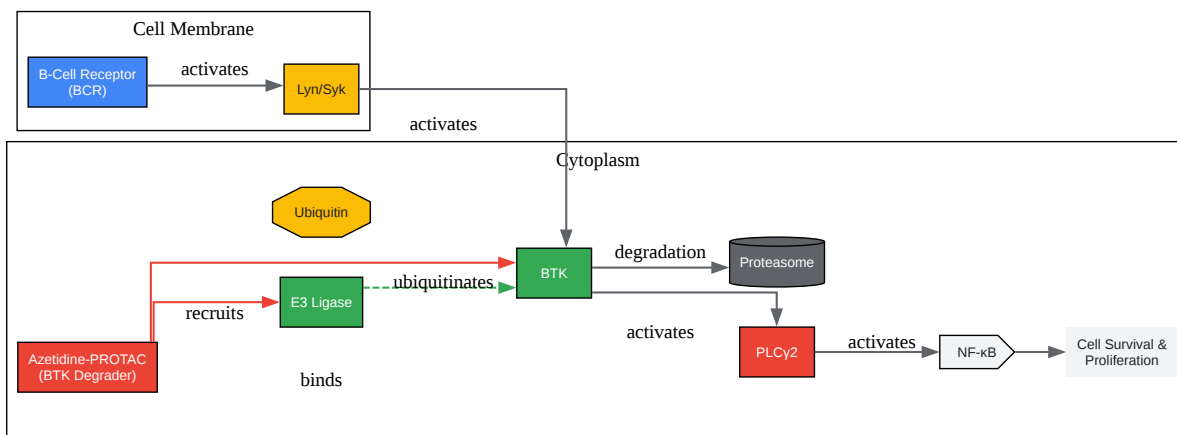 Cell Membrane
B-Cell Receptor
(BCR)
activates
Lyn/Syk
activates
Cytoplasm
Ubiquitin
BTK
degradation
Proteasome
ubiquitinates
E3 Ligase
recruits
activates
Azetidine-PROTAC
(BTK Degrader)
binds
PLCγ2
activates
NF-κB
Cell Survival &
Proliferation